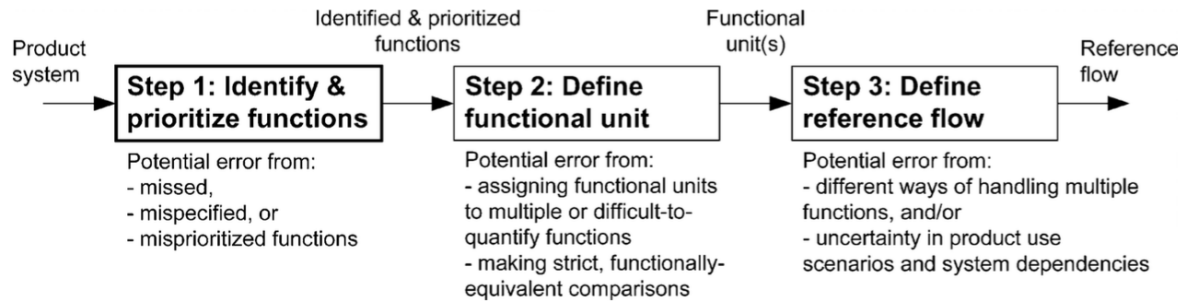 Product
system
Identified & prioritized
functions
Functional
unit(s)
Reference
flow
Step 1: Identify &
prioritize functions
Step 2: Define
functional unit
Step 3: Define
reference flow
Potential error from:
- missed,
- mispecified, or
- misprioritized functions
Potential error from:
- assigning functional units
to multiple or difficult-to-
quantify functions
- making strict, functionally-
equivalent comparisons
Potential error from:
- different ways of handling multiple
functions, and/or
- uncertainty in product use
scenarios and system dependencies